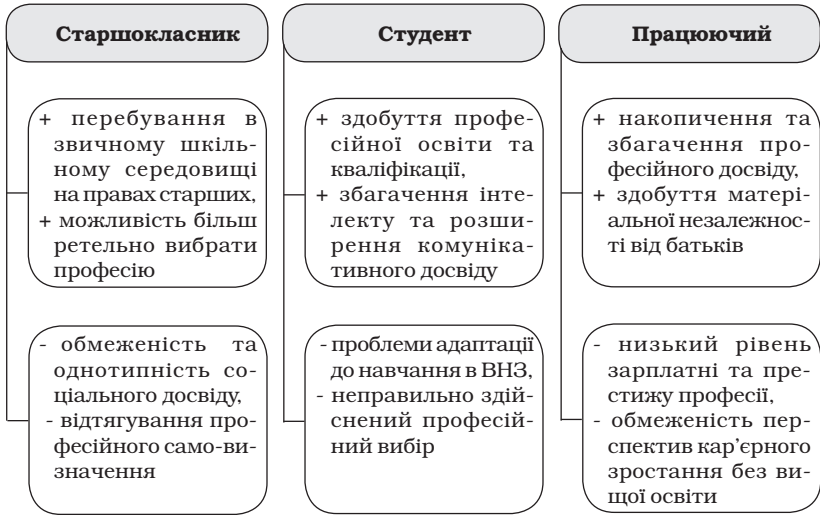 Старшокласник
+ перебування в
звичному шкіль-
ному середовищі
на правах старших,
+ можливість більш
ретельно вибрати
професію
- обмеженість та
однотипність со-
ціального досвіду,
- відтягування про-
фесійного само-ви-
значення
Студент
+ здобуття профе-
сійної освіти та
кваліфікації,
+ збагачення інте-
лекту та розши-
рення комуніка-
тивного досвіду
- проблеми адаптації
до навчання в ВНЗ,
- неправильно здій-
снений професій-
ний вибір
Працюючий
+ накопичення та
збагачення про-
фесійного досвіду,
+ здобуття матері-
альної незалежнос-
ті від батьків
- низький рівень
зарплатні та пре-
стижу професії,
- обмеженість пер-
спектив кар’єрного
зростання без ви-
щої освіти